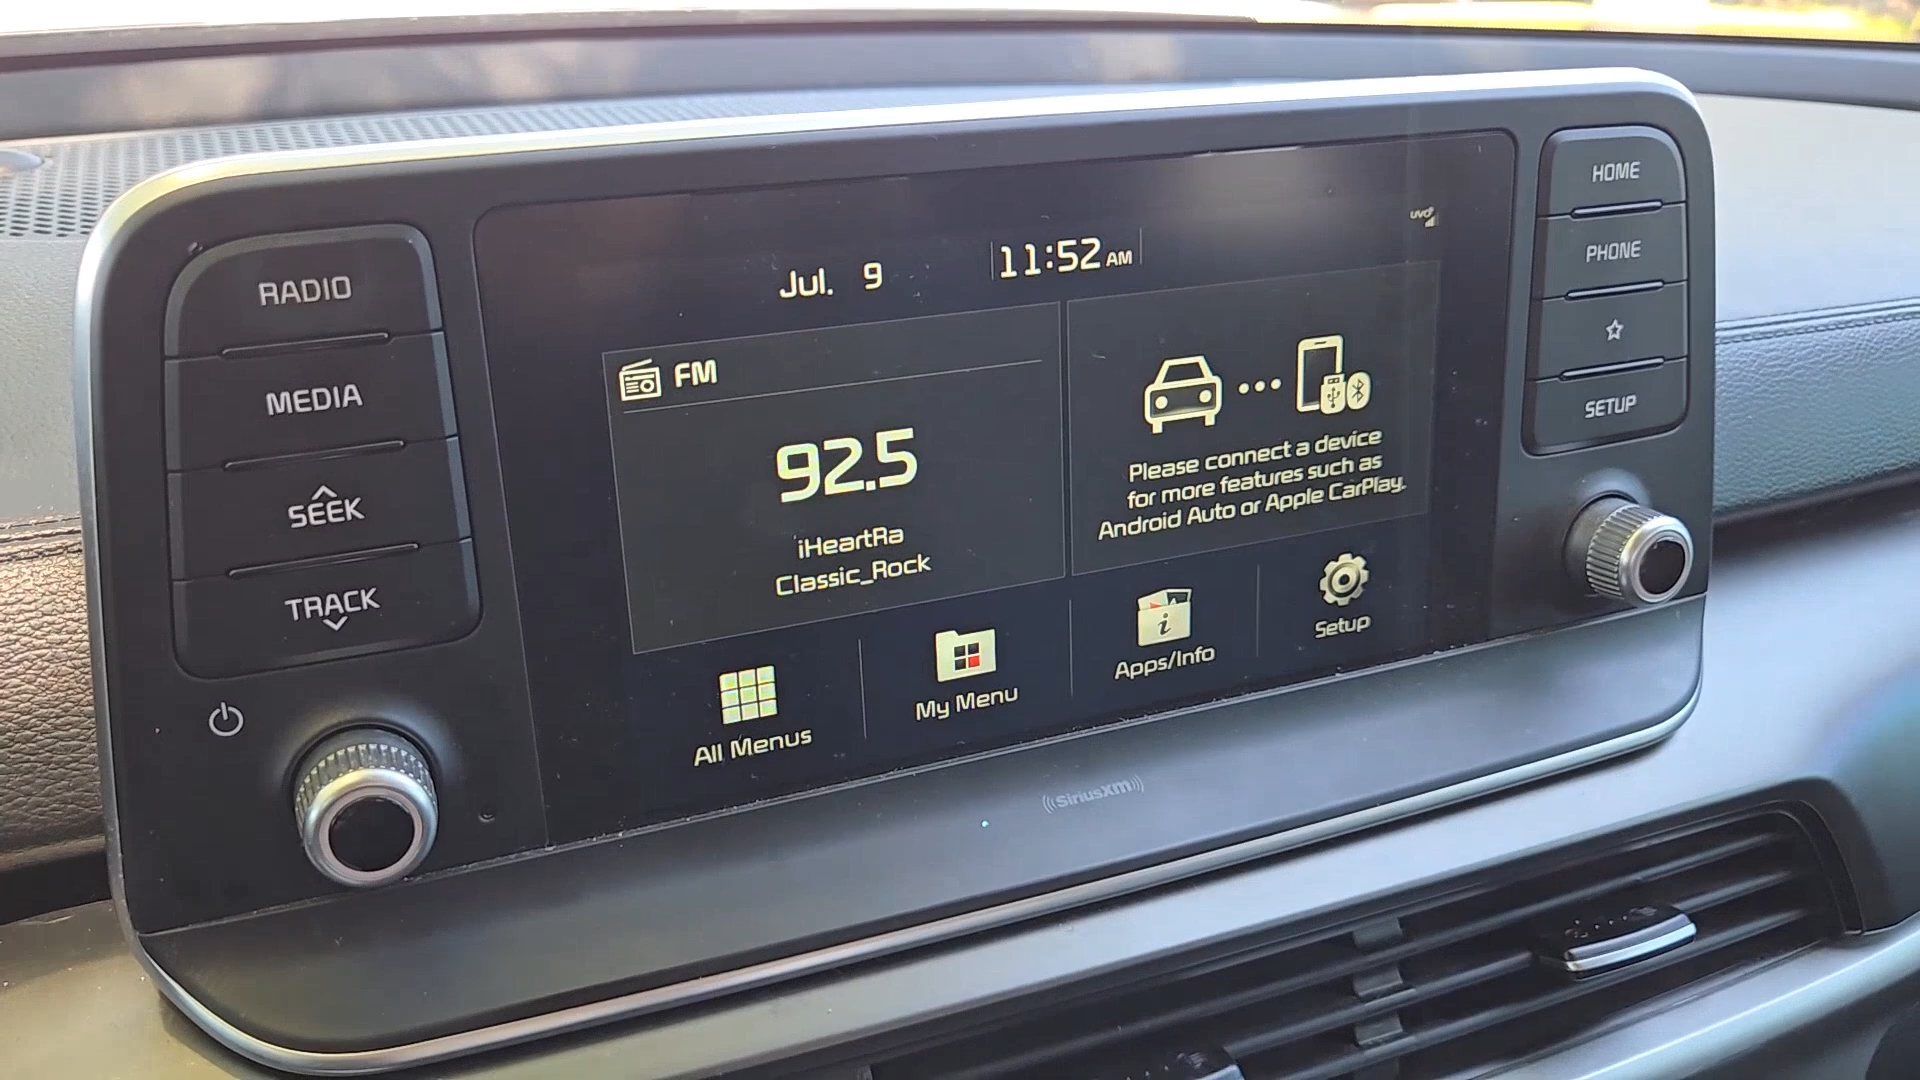 RADIO
MEDIA
SEEK
TRACK
Jul. 9
11:52 AM
uvo
FM
92.5
iHeartRa
Classic_Rock
Please connect a device
for more features such as
Android Auto or Apple CarPlay.
All Menus
My Menu
Apps/Info
Setup
HOME
PHONE
SETUP
SiriusXM